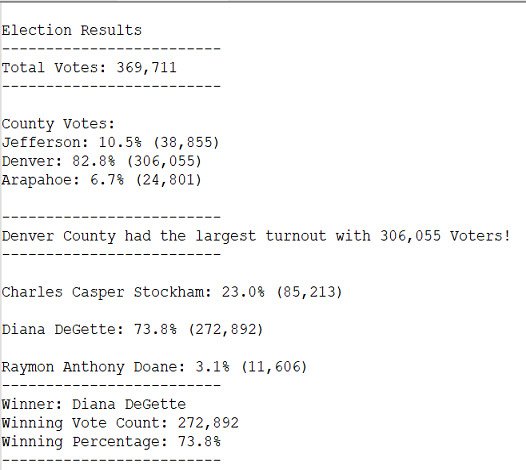 Election Results
-------------------------
Total Votes: 369,711
-------------------------
County Votes:
Jefferson: 10.5% (38,855)
Denver: 82.8% (306,055)
Arapahoe: 6.7% (24,801)
-------------------------
Denver County had the largest turnout with 306,055 Voters!
-------------------------
Charles Casper Stockham: 23.0% (85,213)
Diana DeGette: 73.8% (272,892)
Raymon Anthony Doane: 3.1% (11,606)
-------------------------
Winner: Diana DeGette
Winning Vote Count: 272,892
Winning Percentage: 73.8%
-------------------------